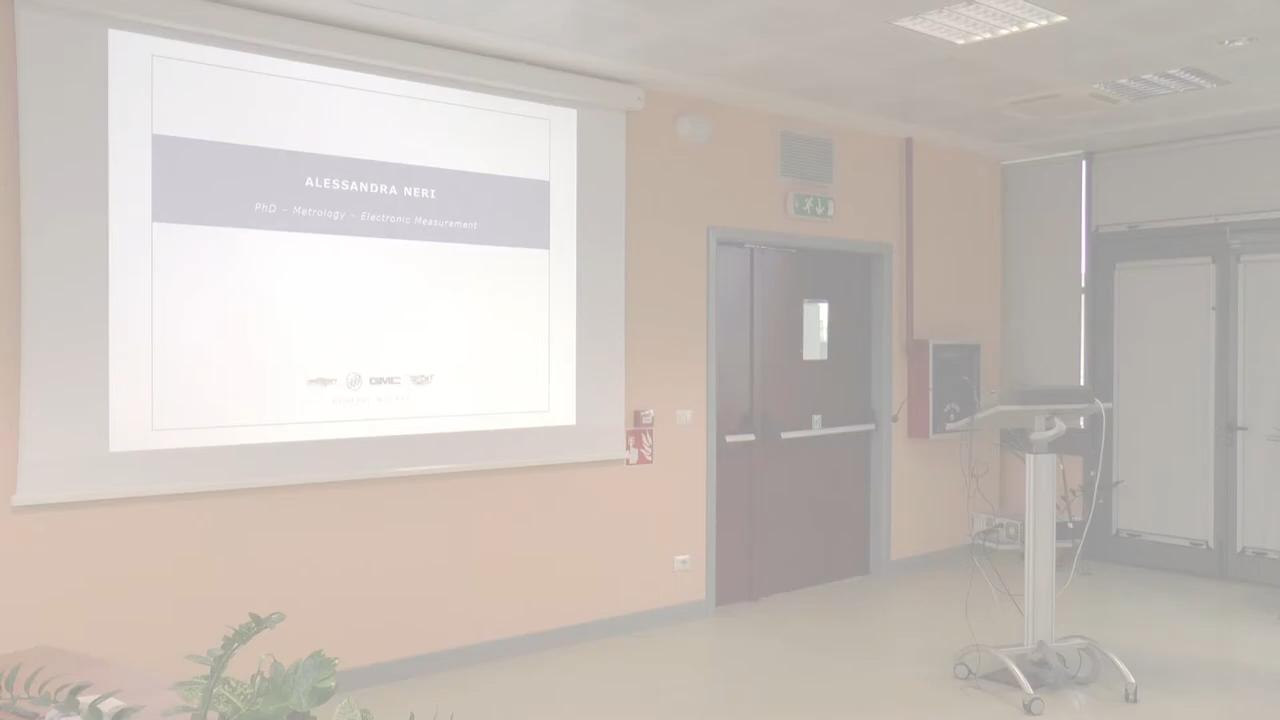 ALESSANDRA NERI
PhD – Metrology – Electronic Measurement
GMC